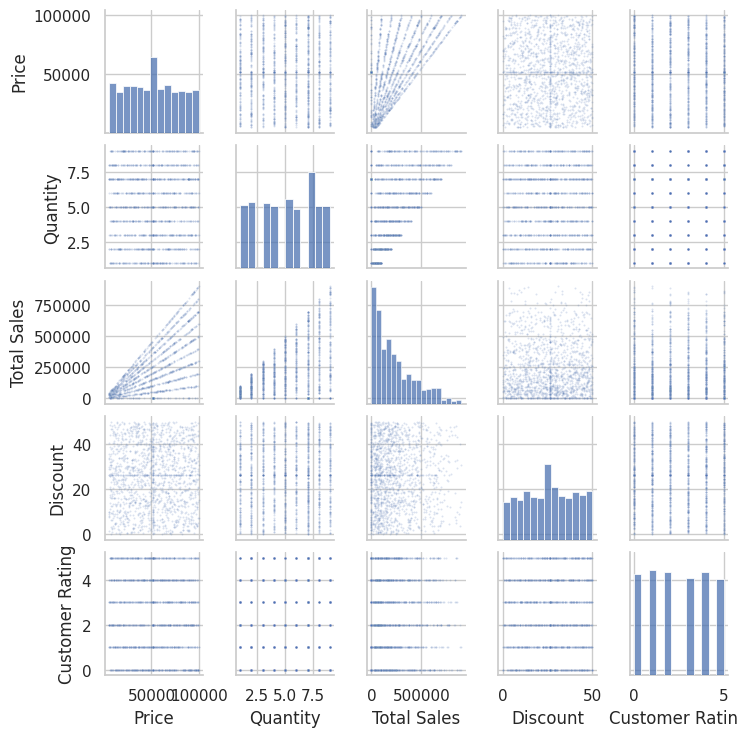 100000
50000
Price
7.5
5.0
2.5
Quantity
750000
500000
250000
0
Total Sales
40
20
0
Discount
4
2
0
Customer Rating
50000 100000
2.5 5.0 7.5
0 500000
0 50
0 5
Price
Quantity
Total Sales
Discount
Customer Ratin